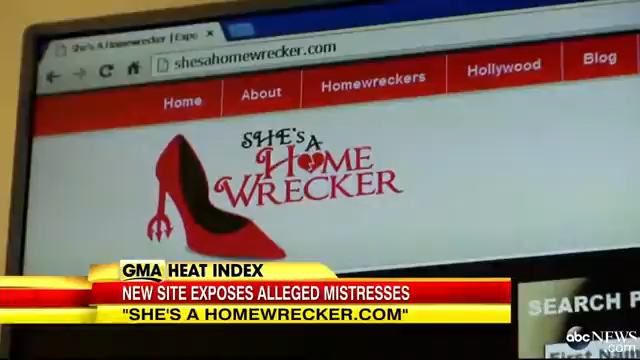 She's A Homewrecker | Expo
shesahomewrecker.com
Home About Homewreckers Hollywood Blog
SHE'S A
HOME
WRECKER
GMA HEAT INDEX
NEW SITE EXPOSES ALLEGED MISTRESSES
"SHE'S A HOMEWRECKER.COM"
SEARCH P
abc NEWS
.com